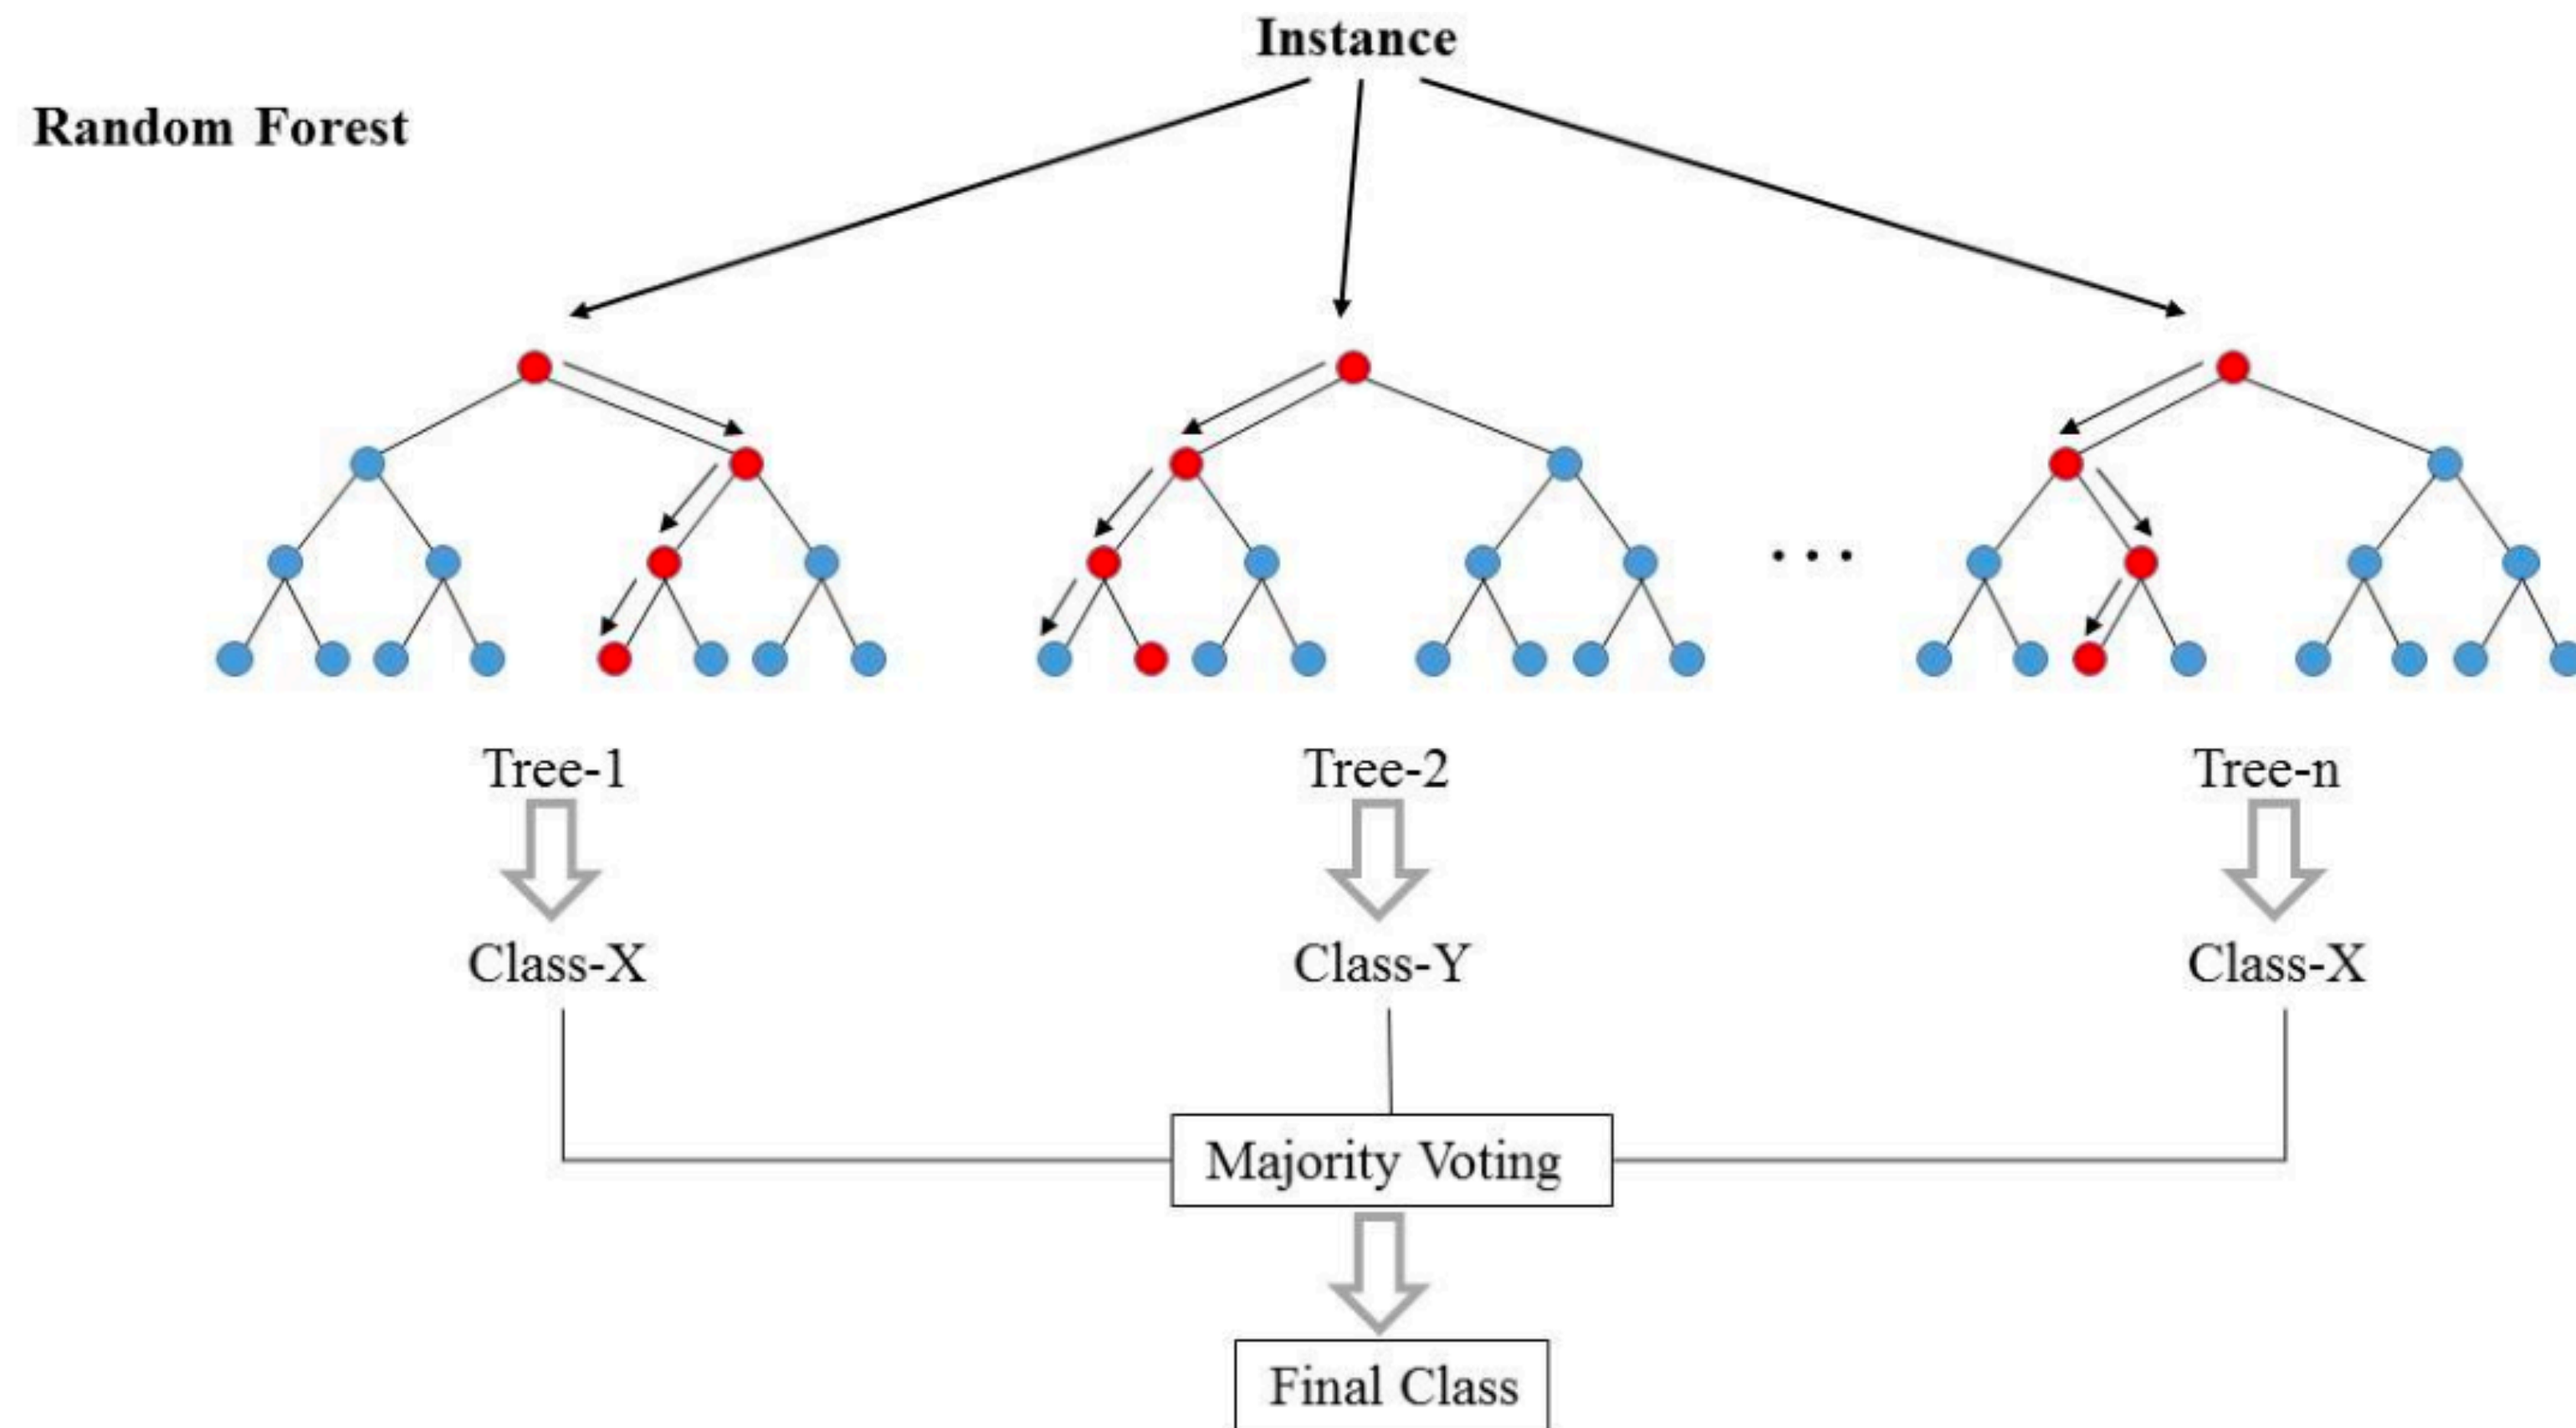 Instance
Random Forest
...
Tree-1
Tree-2
Tree-n
Class-X
Class-Y
Class-X
Majority Voting
Final Class